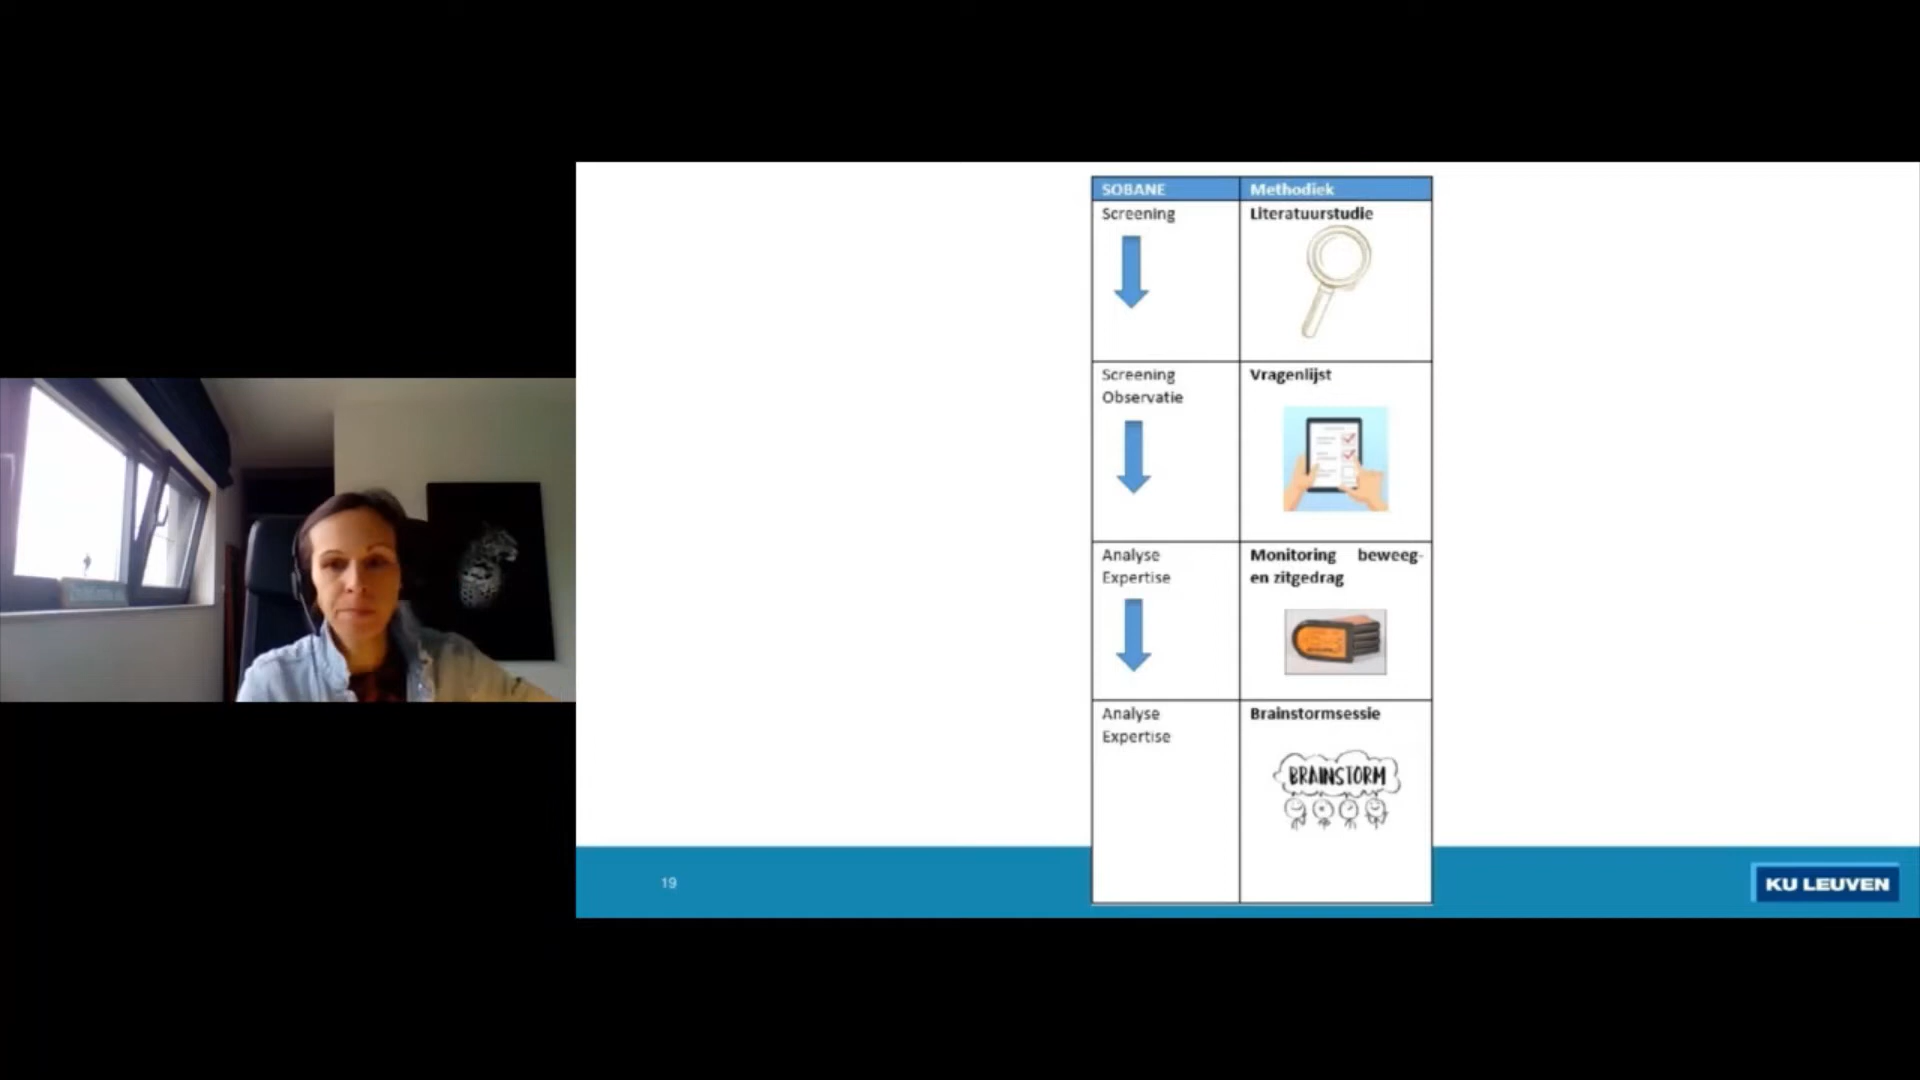 SOBANE
Methodiek
Screening
Literatuurstudie
Screening
Observatie
Vragenlijst
Analyse
Expertise
Monitoring beweeg-
en zitgedrag
Analyse
Expertise
Brainstormsessie
BRAINSTORM
19
KU LEUVEN